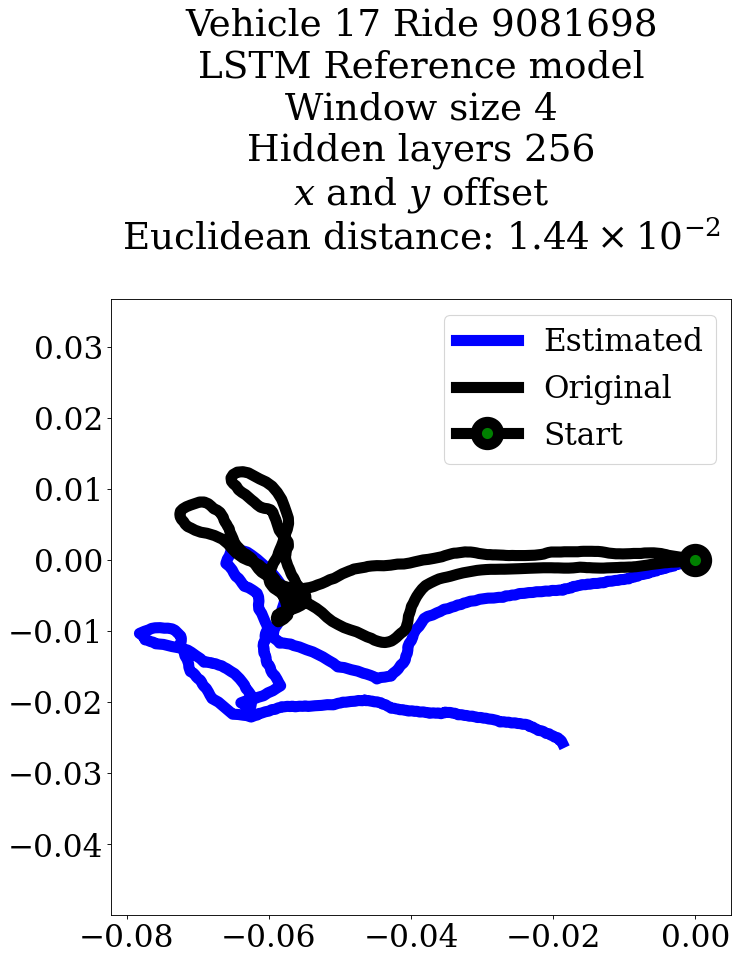 Vehicle 17 Ride 9081698
LSTM Reference model
Window size 4
Hidden layers 256
x and y offset
Euclidean distance: 1.44 × 10⁻²
Estimated
Original
Start
0.03
0.02
0.01
0.00
−0.01
−0.02
−0.03
−0.04
−0.08 −0.06 −0.04 −0.02 0.00